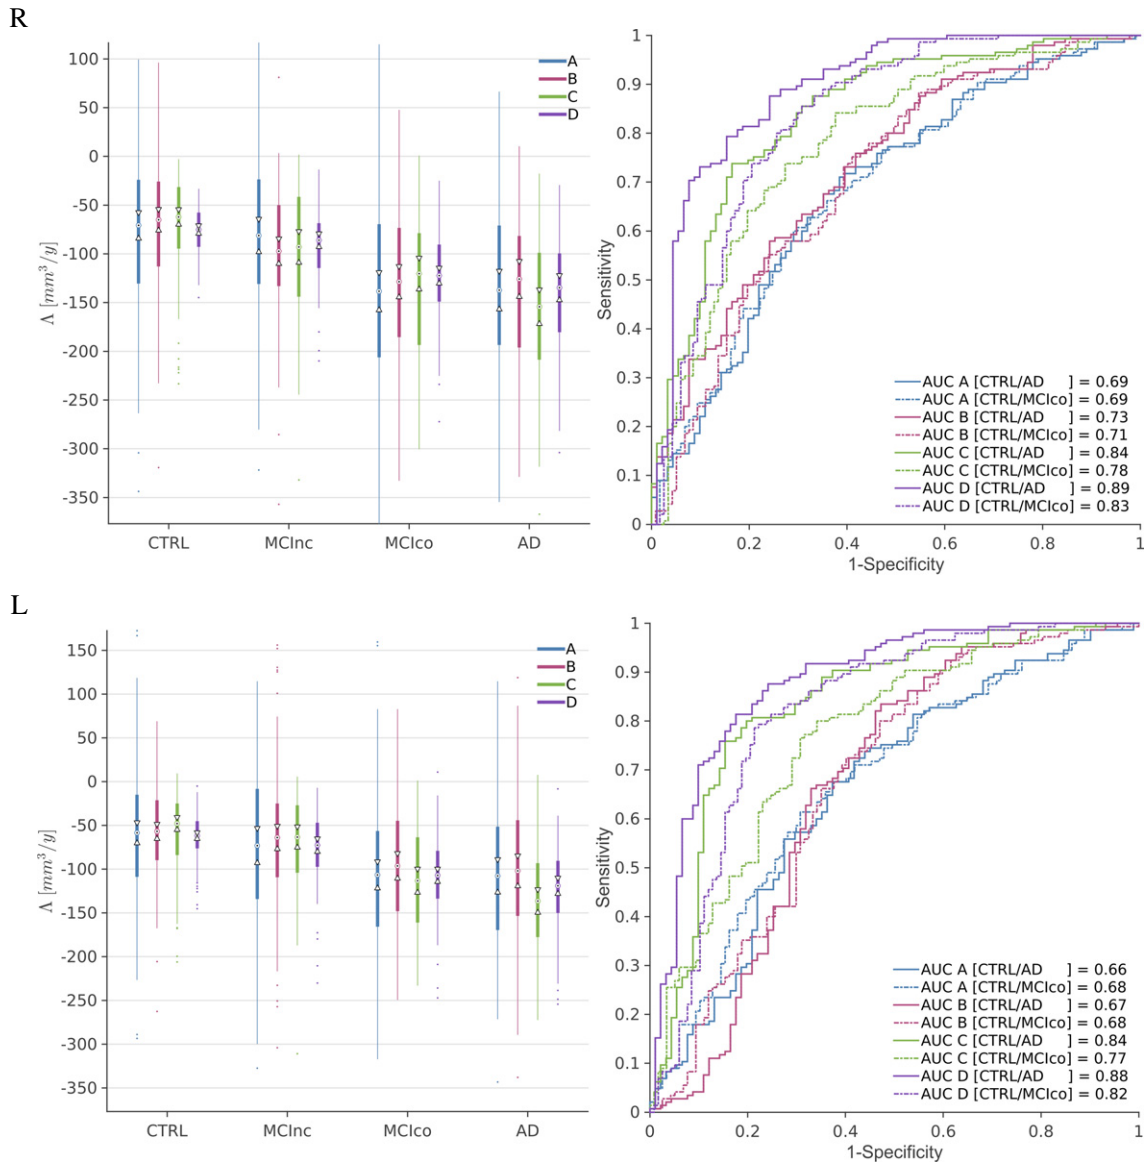 R
100
50
0
-50
-100
-150
-200
-250
-300
-350
Λ [mm³/y]
A
B
C
D
CTRL
MCInc
MCIco
AD
1
0.9
0.8
0.7
0.6
0.5
0.4
0.3
0.2
0.1
0
Sensitivity
AUC A [CTRL/AD ] = 0.69
AUC A [CTRL/MCIco] = 0.69
AUC B [CTRL/AD ] = 0.73
AUC B [CTRL/MCIco] = 0.71
AUC C [CTRL/AD ] = 0.84
AUC C [CTRL/MCIco] = 0.78
AUC D [CTRL/AD ] = 0.89
AUC D [CTRL/MCIco] = 0.83
0 0.2 0.4 0.6 0.8 1
1-Specificity
L
150
100
50
0
-50
-100
-150
-200
-250
-300
-350
Λ [mm³/y]
A
B
C
D
CTRL
MCInc
MCIco
AD
1
0.9
0.8
0.7
0.6
0.5
0.4
0.3
0.2
0.1
0
Sensitivity
AUC A [CTRL/AD ] = 0.66
AUC A [CTRL/MCIco] = 0.68
AUC B [CTRL/AD ] = 0.67
AUC B [CTRL/MCIco] = 0.68
AUC C [CTRL/AD ] = 0.84
AUC C [CTRL/MCIco] = 0.77
AUC D [CTRL/AD ] = 0.88
AUC D [CTRL/MCIco] = 0.82
0 0.2 0.4 0.6 0.8 1
1-Specificity